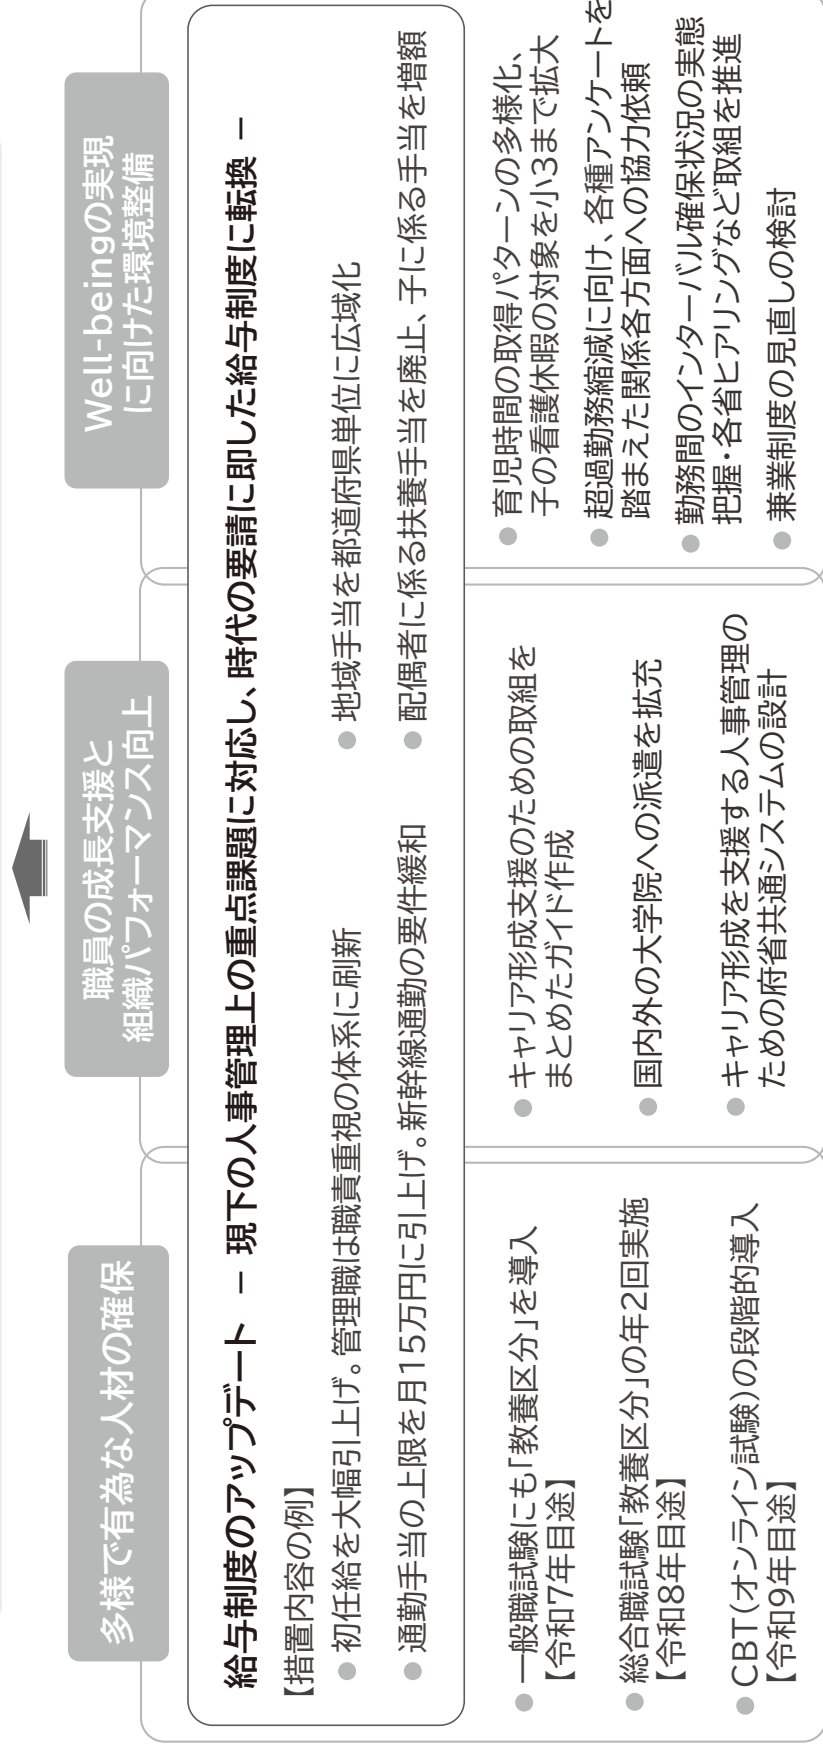 多様で有為な人材の確保
職員の成長支援と
組織パフォーマンス向上
Well-beingの実現
に向けた環境整備
給与制度のアップデート － 現下の人事管理上の重点課題に対応し、時代の要請に即した給与制度に転換 －
【措置内容の例】
● 初任給を大幅引上げ。管理職は職責重視の体系に刷新
● 通勤手当の上限を月15万円に引上げ。新幹線通勤の要件緩和
● 地域手当を都道府県単位に広域化
● 配偶者に係る扶養手当を廃止、子に係る手当を増額
● 一般職試験にも「教養区分」を導入
【令和7年目途】
● 総合職試験「教養区分」の年2回実施
【令和8年目途】
● CBT（オンライン試験）の段階的導入
【令和9年目途】
● キャリア形成支援のための取組を
まとめたガイド作成
● 国内外の大学院への派遣を拡充
● キャリア形成を支援する人事管理の
ための府省共通システムの設計
● 育児時間の取得パターンの多様化、
子の看護休暇の対象を小3まで拡大
● 超過勤務縮減に向け、各種アンケートを
踏まえた関係各方面への協力依頼
● 勤務間のインターバル確保状況の実態
把握・各省ヒアリングなど取組を推進
● 兼業制度の見直しの検討